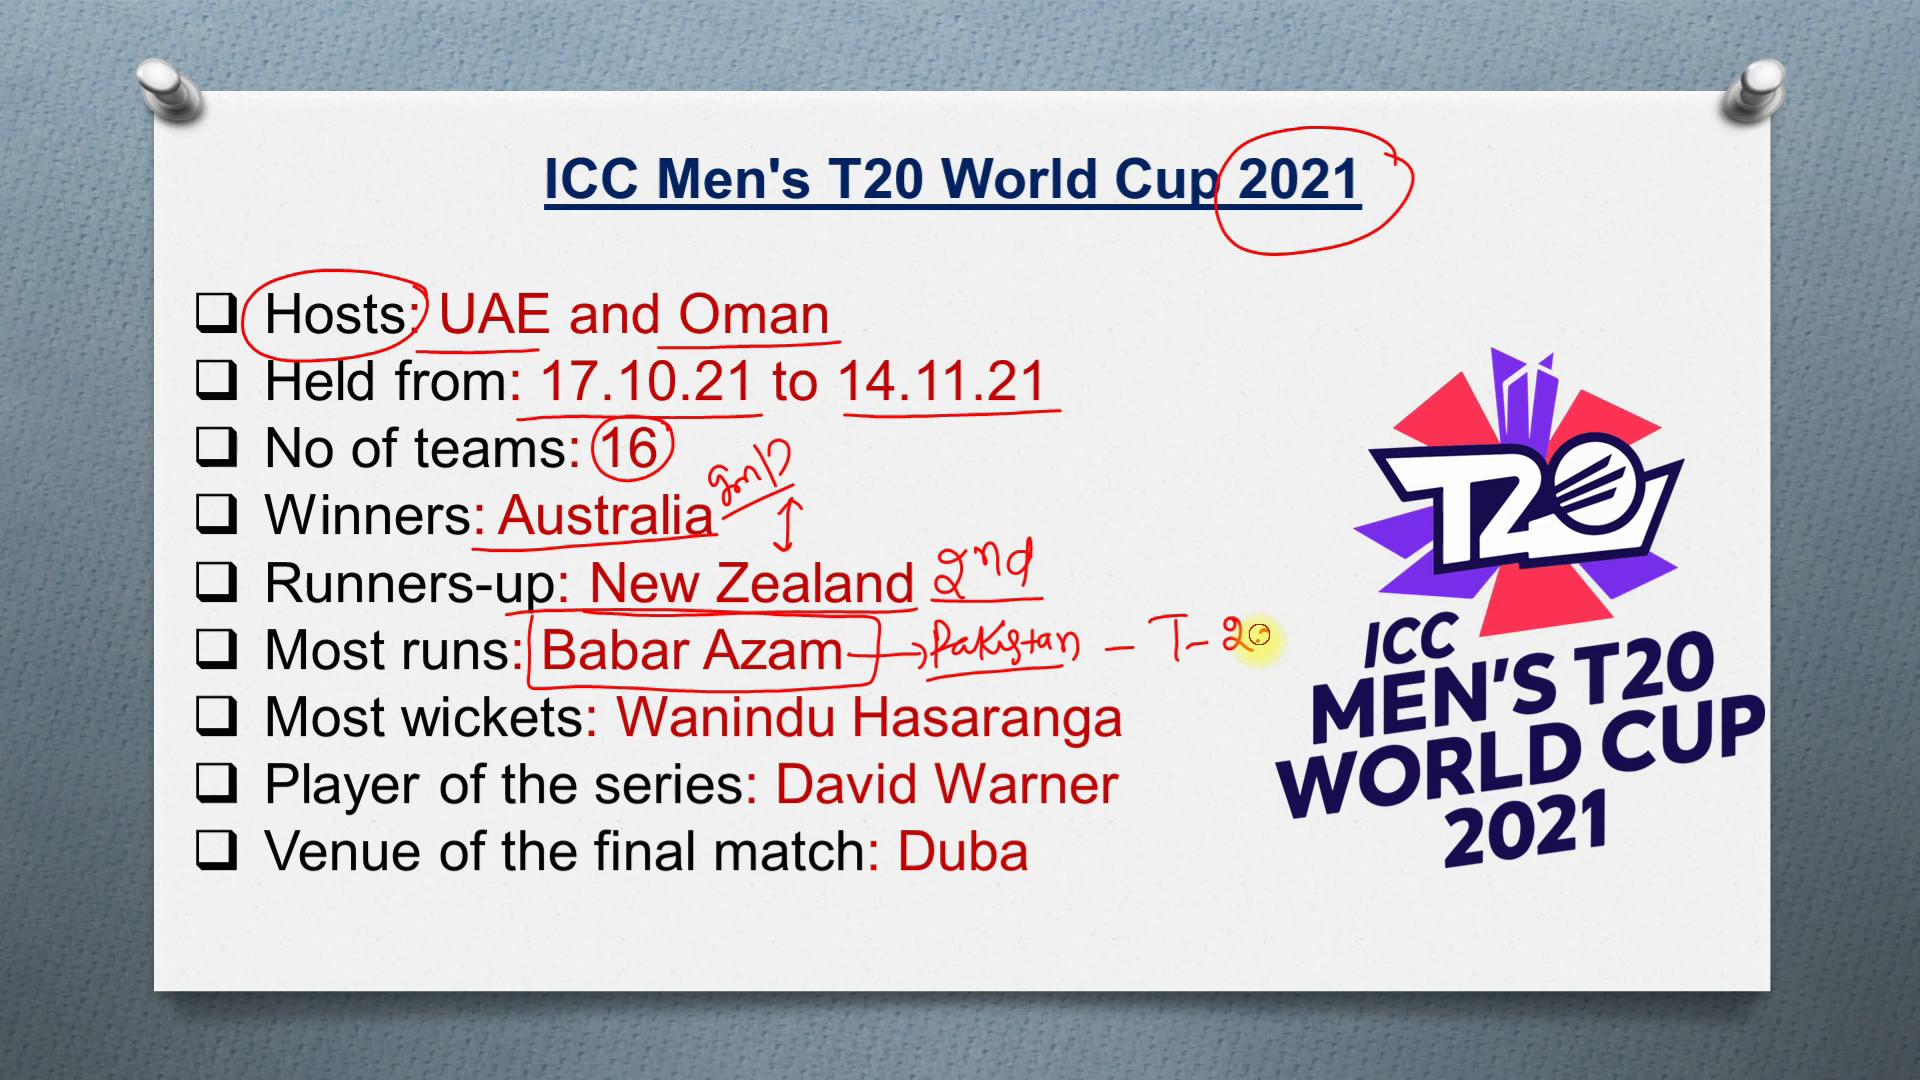 ICC Men's T20 World Cup 2021
Hosts: UAE and Oman
Held from: 17.10.21 to 14.11.21
No of teams: 16
Winners: Australia
Runners-up: New Zealand 2nd
Most runs: Babar Azam → Pakistan – T-20
Most wickets: Wanindu Hasaranga
Player of the series: David Warner
Venue of the final match: Duba
T20
ICC
MEN'S T20
WORLD CUP
2021